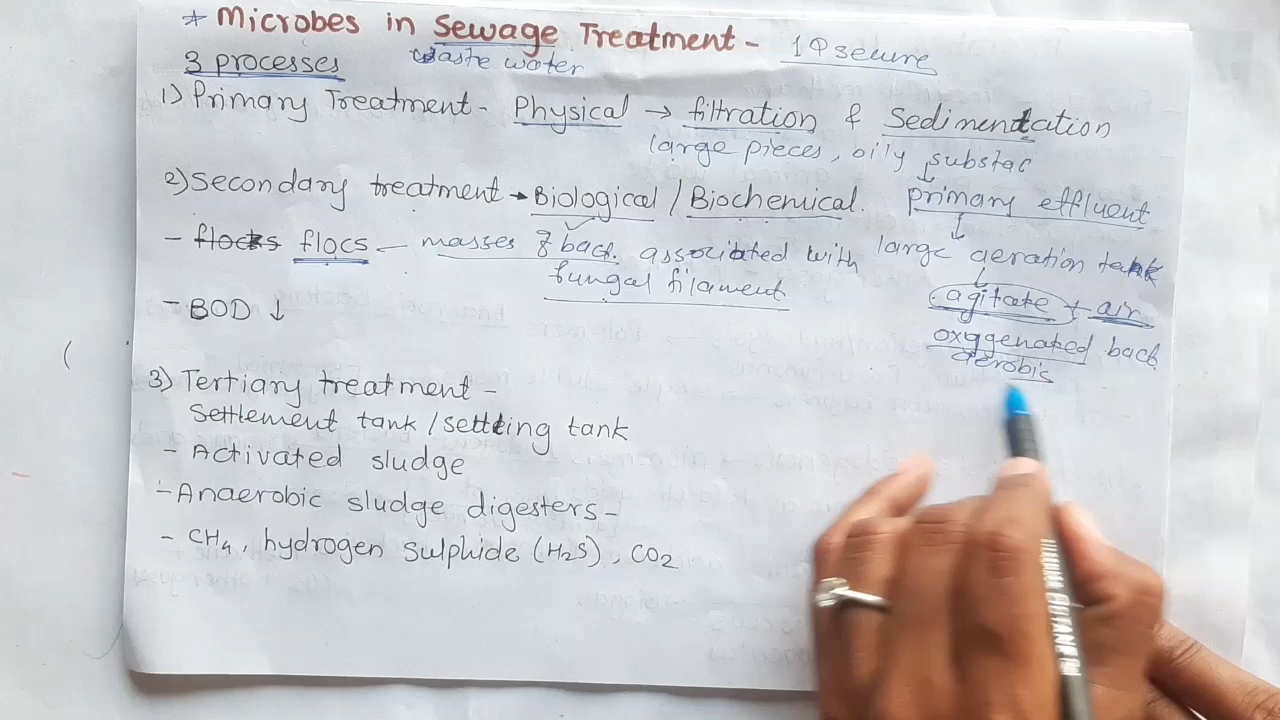 * Microbes in Sewage Treatment - 1Q secure
3 processes waste water
1) Primary Treatment - Physical → filtration & Sedimentation
large pieces, oily substac
2) Secondary treatment → Biological / Biochemical. primary effluent
- flocks flocs - masses of bact. associated with large aeration tank
fungal filament
agitate + air
- BOD ↓
oxygenated bact.
aerobic
3) Tertiary treatment -
Settlement tank / settling tank
- Activated sludge
- Anaerobic sludge digesters -
- CH4, hydrogen sulphide (H2S), CO2